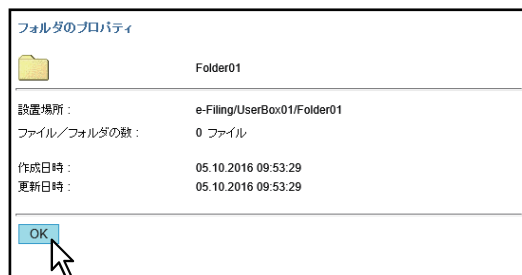 フォルダのプロパティ
Folder01
設置場所 : e-Filing/UserBox01/Folder01
ファイル／フォルダの数 : 0 ファイル
作成日時 : 05.10.2016 09:53:29
更新日時 : 05.10.2016 09:53:29
OK